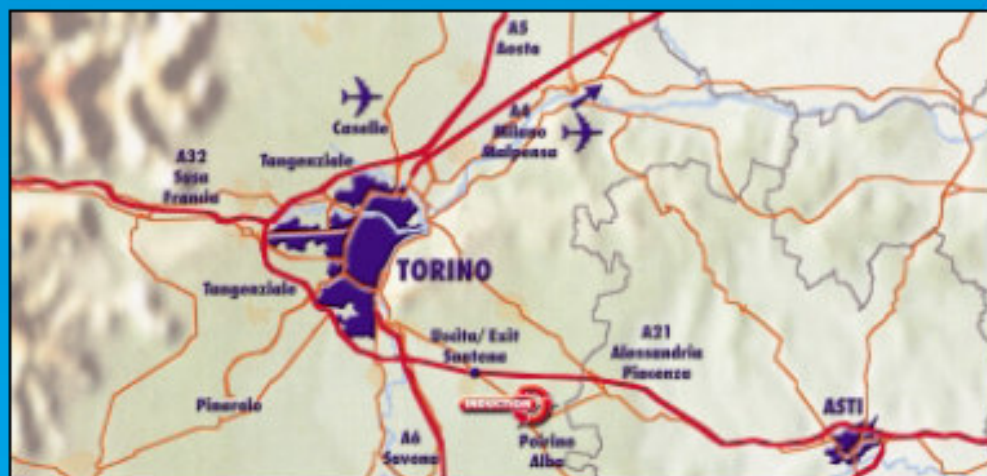 A5
Aosta
Caselle
A4
Milano
Malpensa
Tangenziale
A32
Susa
Francia
TORINO
Tangenziale
Uscita/ Exit
Santena
A21
Alessandria
Piacenza
Pinerolo
INDUCTION
ASTI
Poirino
Alba
A6
Savona